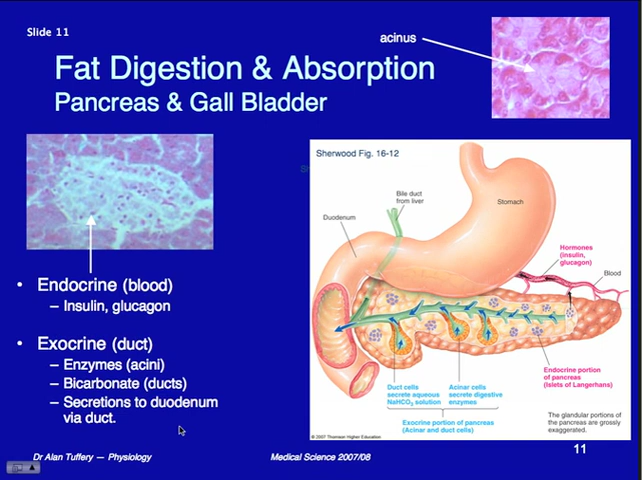 Slide 11
acinus
Fat Digestion & Absorption
Pancreas & Gall Bladder
Sherwood Fig. 16-12
Bile duct
from liver
Stomach
Duodenum
Hormones
(insulin,
glucagon)
Blood
• Endocrine (blood)
– Insulin, glucagon
• Exocrine (duct)
– Enzymes (acini)
– Bicarbonate (ducts)
– Secretions to duodenum
via duct.
Endocrine portion
of pancreas
(Islets of Langerhans)
Duct cells
secrete aqueous
NaHCO₃ solution
Acinar cells
secrete digestive
enzymes
Exocrine portion of pancreas
(Acinar and duct cells)
The glandular portions of
the pancreas are grossly
exaggerated.
© 2007 Thomson Higher Education
Dr Alan Tuffery — Physiology
Medical Science 2007/08
11